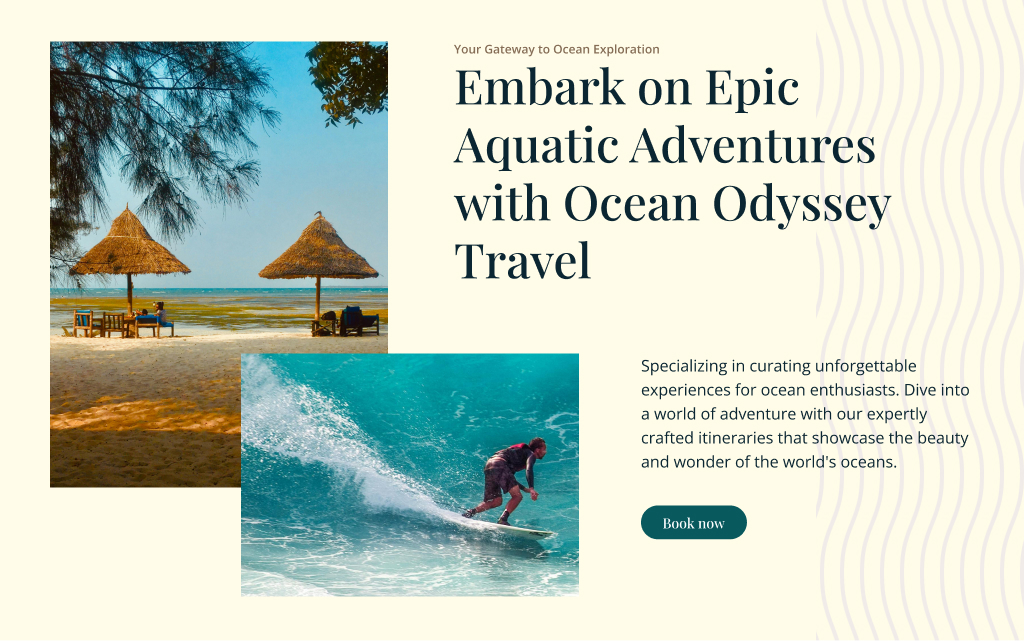 Your Gateway to Ocean Exploration
Embark on Epic
Aquatic Adventures
with Ocean Odyssey
Travel
Specializing in curating unforgettable
experiences for ocean enthusiasts. Dive into
a world of adventure with our expertly
crafted itineraries that showcase the beauty
and wonder of the world's oceans.
Book now